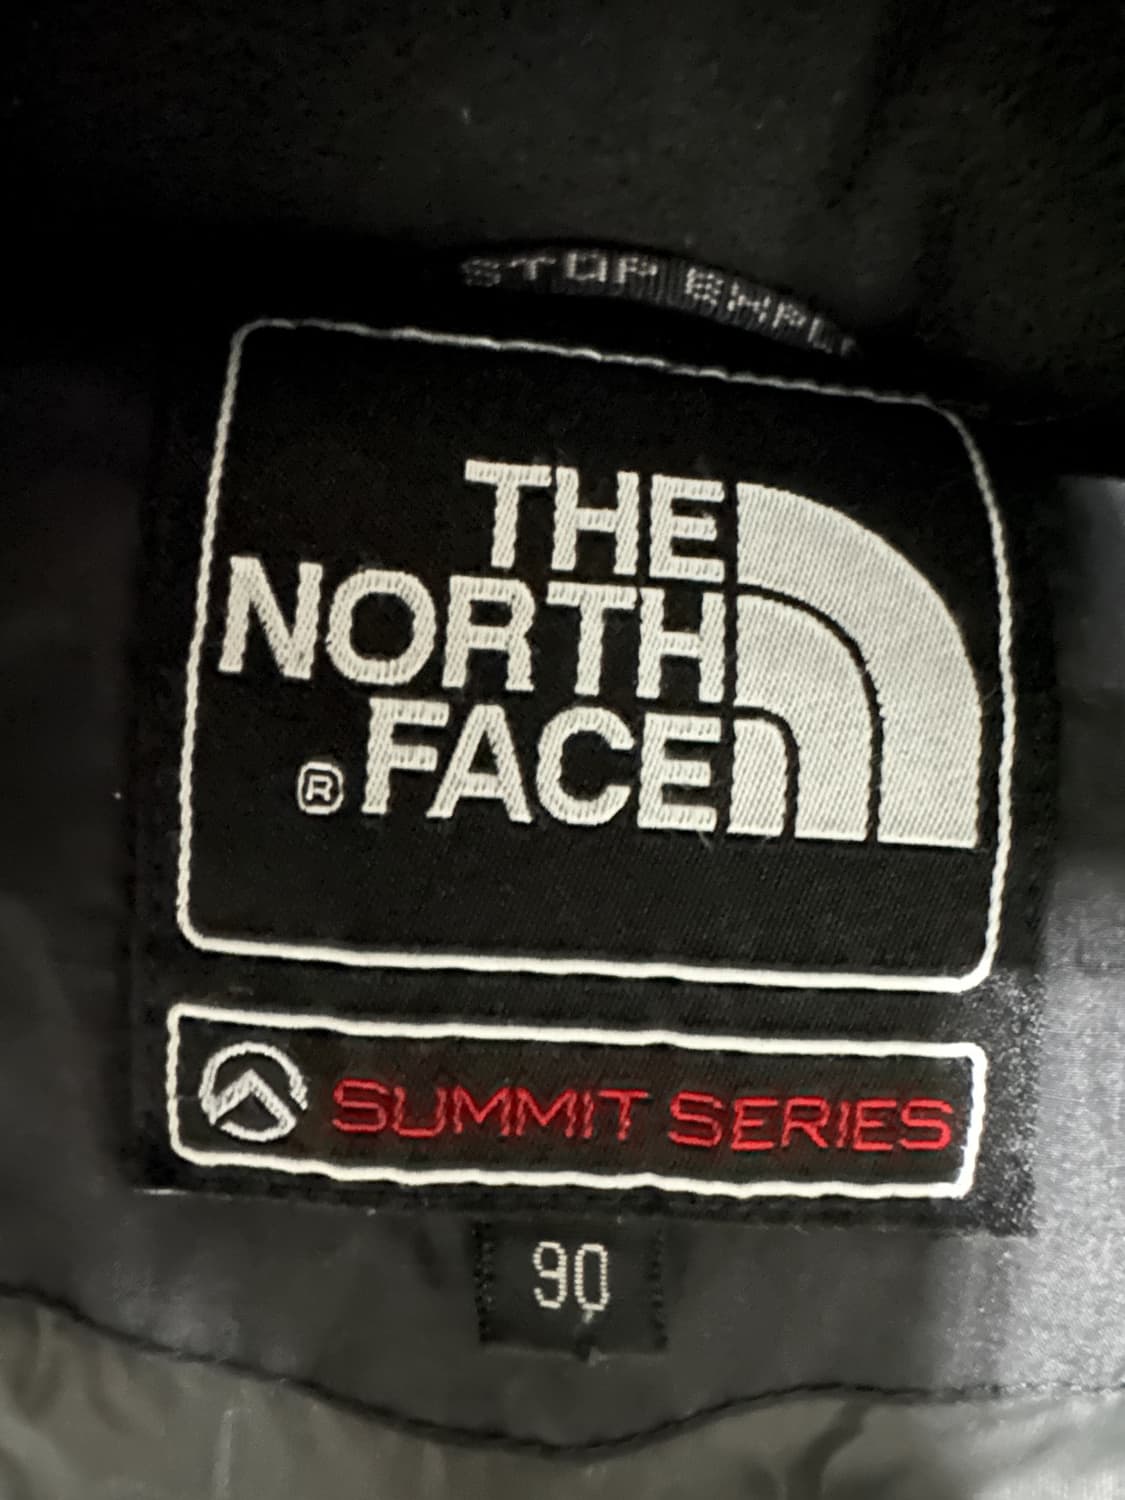 THE
NORTH
FACE
®
SUMMIT SERIES
90